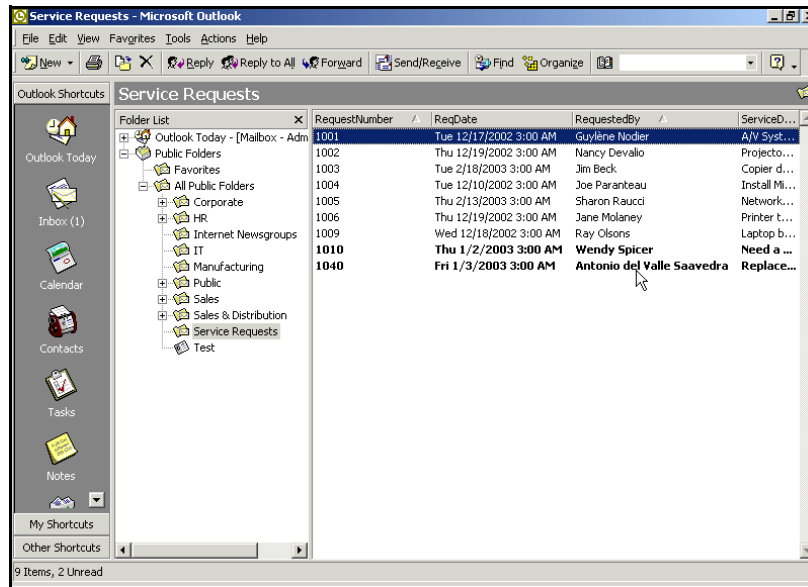 Service Requests - Microsoft Outlook
File Edit View Favorites Tools Actions Help
New Reply Reply to All Forward Send/Receive Find Organize
Outlook Shortcuts
Service Requests
Outlook Today
Inbox (1)
Calendar
Contacts
Tasks
Notes
My Shortcuts
Other Shortcuts
Folder List
Outlook Today - [Mailbox - Adm
Public Folders
Favorites
All Public Folders
Corporate
HR
Internet Newsgroups
IT
Manufacturing
Public
Sales
Sales & Distribution
Service Requests
Test
RequestNumber ReqDate RequestedBy ServiceD...
1001 Tue 12/17/2002 3:00 AM Guylène Nodier A/V Syst...
1002 Thu 12/19/2002 3:00 AM Nancy Devalio Projecto...
1003 Tue 2/18/2003 3:00 AM Jim Beck Copier d...
1004 Tue 12/10/2002 3:00 AM Joe Paranteau Install Mi...
1005 Thu 2/13/2003 3:00 AM Sharon Raucci Network...
1006 Thu 12/19/2002 3:00 AM Jane Molaney Printer t...
1009 Wed 12/18/2002 3:00 AM Ray Olsons Laptop b...
1010 Thu 1/2/2003 3:00 AM Wendy Spicer Need a ...
1040 Fri 1/3/2003 3:00 AM Antonio del Valle Saavedra Replace...
9 Items, 2 Unread